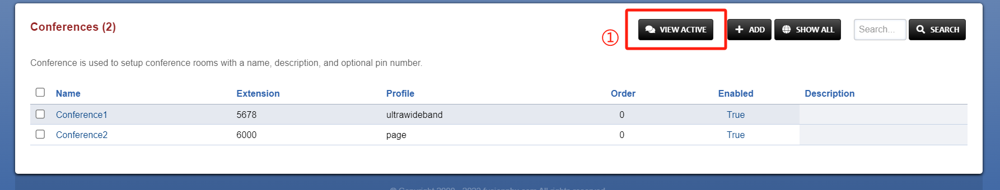 Conferences (2)
① VIEW ACTIVE ADD SHOW ALL Search... SEARCH
Conference is used to setup conference rooms with a name, description, and optional pin number.
Name Extension Profile Order Enabled Description
Conference1 5678 ultrawideband 0 True
Conference2 6000 page 0 True